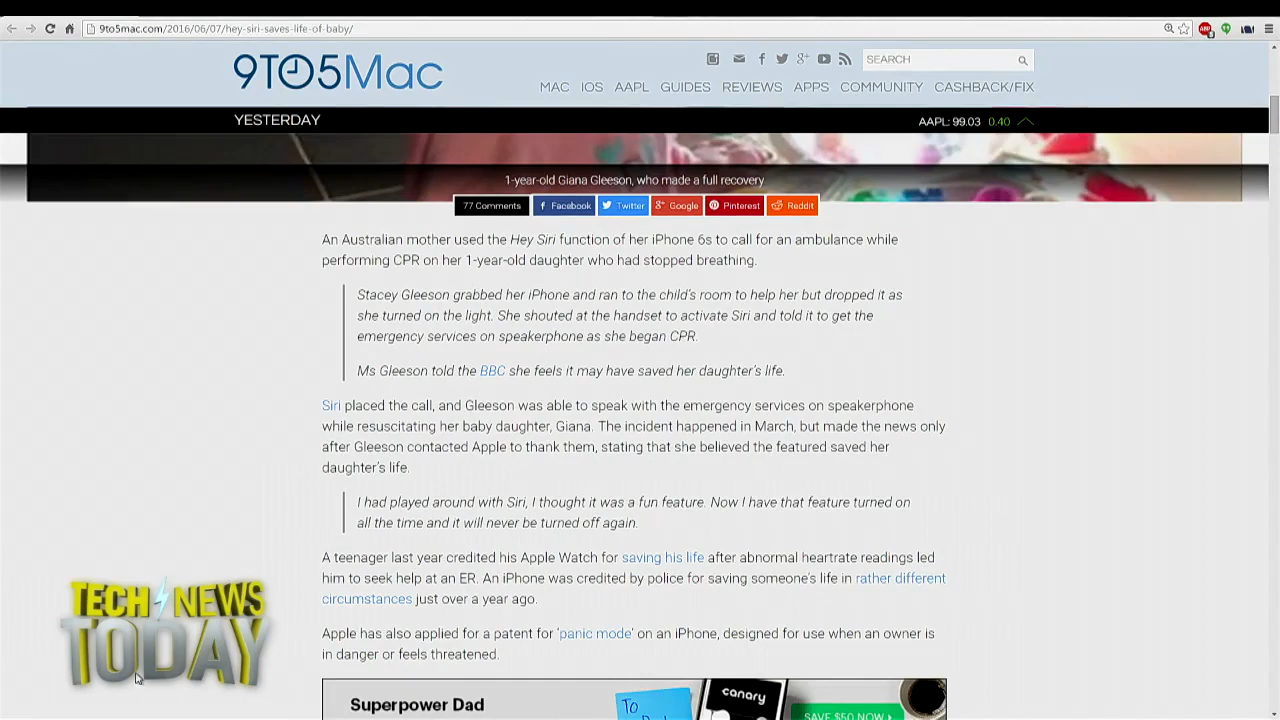 9to5mac.com/2016/06/07/hey-siri-saves-life-of-baby/
ABP
9TO5Mac
SEARCH
MAC IOS AAPL GUIDES REVIEWS APPS COMMUNITY CASHBACK/FIX
YESTERDAY
AAPL: 99.03 0.40
1-year-old Giana Gleeson, who made a full recovery
77 Comments Facebook Twitter Google Pinterest Reddit
An Australian mother used the Hey Siri function of her iPhone 6s to call for an ambulance while
performing CPR on her 1-year-old daughter who had stopped breathing.
Stacey Gleeson grabbed her iPhone and ran to the child's room to help her but dropped it as
she turned on the light. She shouted at the handset to activate Siri and told it to get the
emergency services on speakerphone as she began CPR.
Ms Gleeson told the BBC she feels it may have saved her daughter's life.
Siri placed the call, and Gleeson was able to speak with the emergency services on speakerphone
while resuscitating her baby daughter, Giana. The incident happened in March, but made the news only
after Gleeson contacted Apple to thank them, stating that she believed the featured saved her
daughter's life.
I had played around with Siri, I thought it was a fun feature. Now I have that feature turned on
all the time and it will never be turned off again.
A teenager last year credited his Apple Watch for saving his life after abnormal heartrate readings led
him to seek help at an ER. An iPhone was credited by police for saving someone's life in rather different
circumstances just over a year ago.
Apple has also applied for a patent for 'panic mode' on an iPhone, designed for use when an owner is
in danger or feels threatened.
TECH NEWS
TODAY
Superpower Dad
To
canary
SAVE $50 NOW